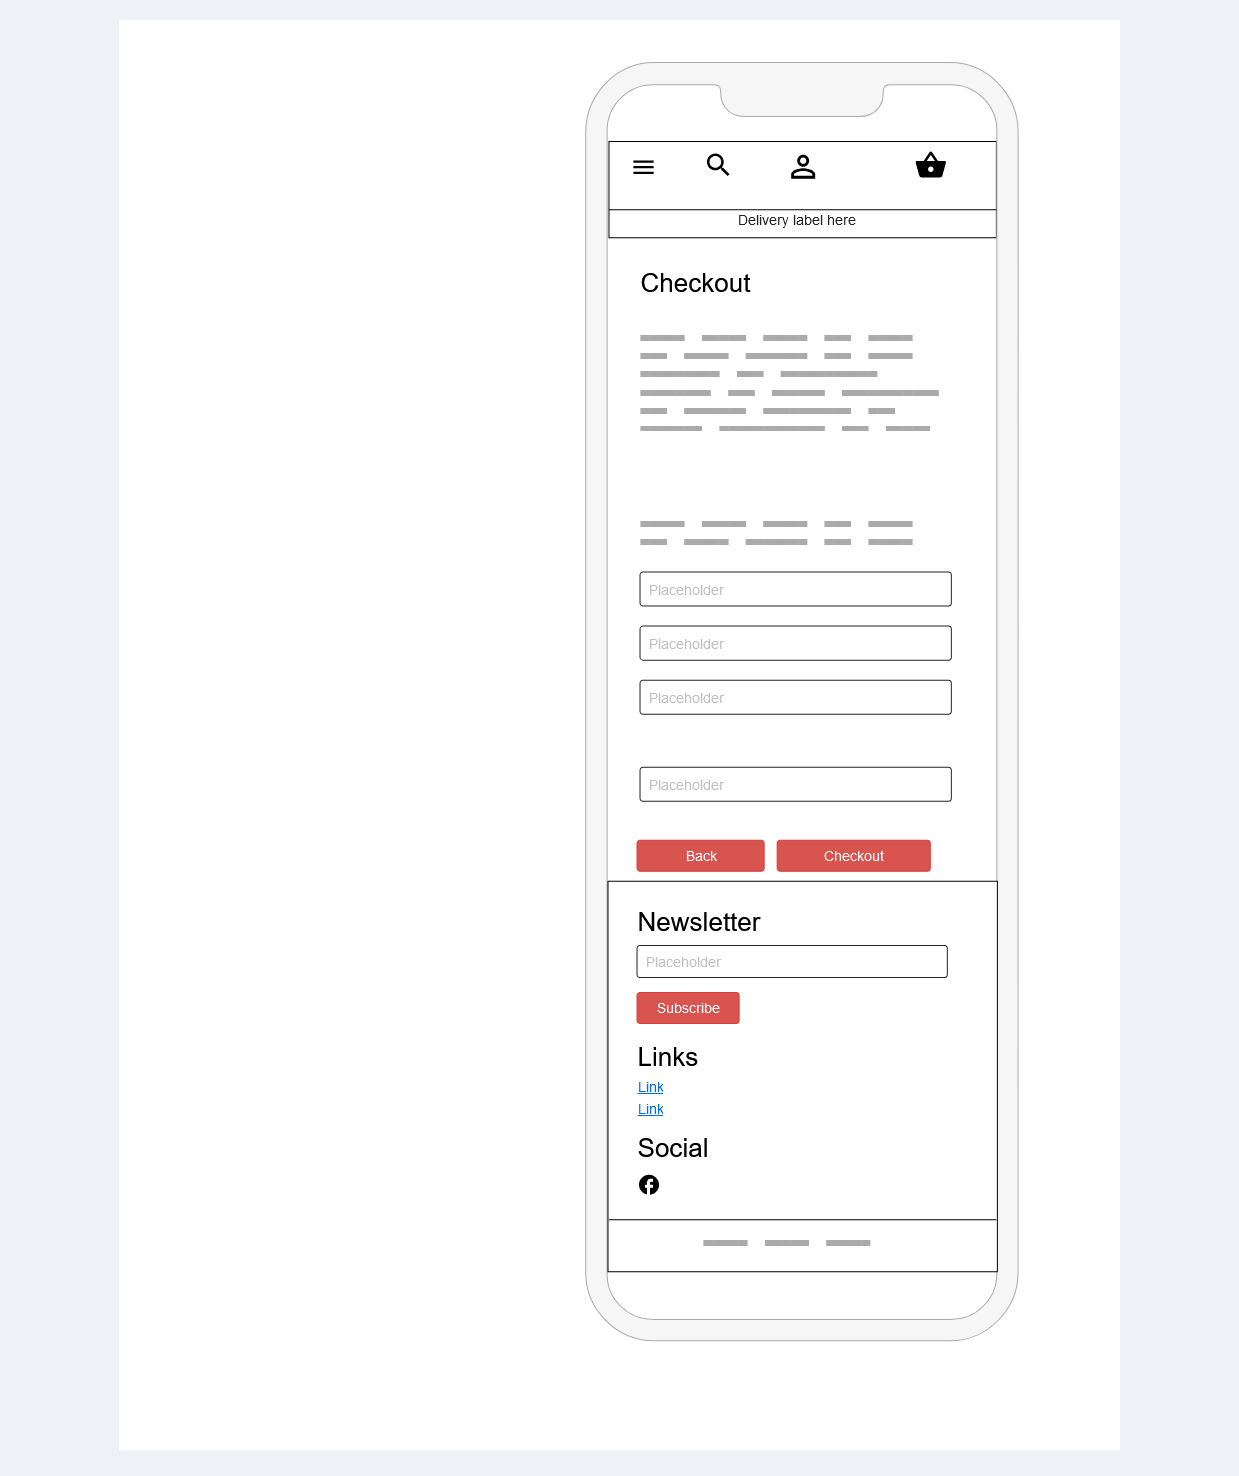 Delivery label here
Checkout
Placeholder
Placeholder
Placeholder
Placeholder
Back Checkout
Newsletter
Placeholder
Subscribe
Links
Link
Link
Social